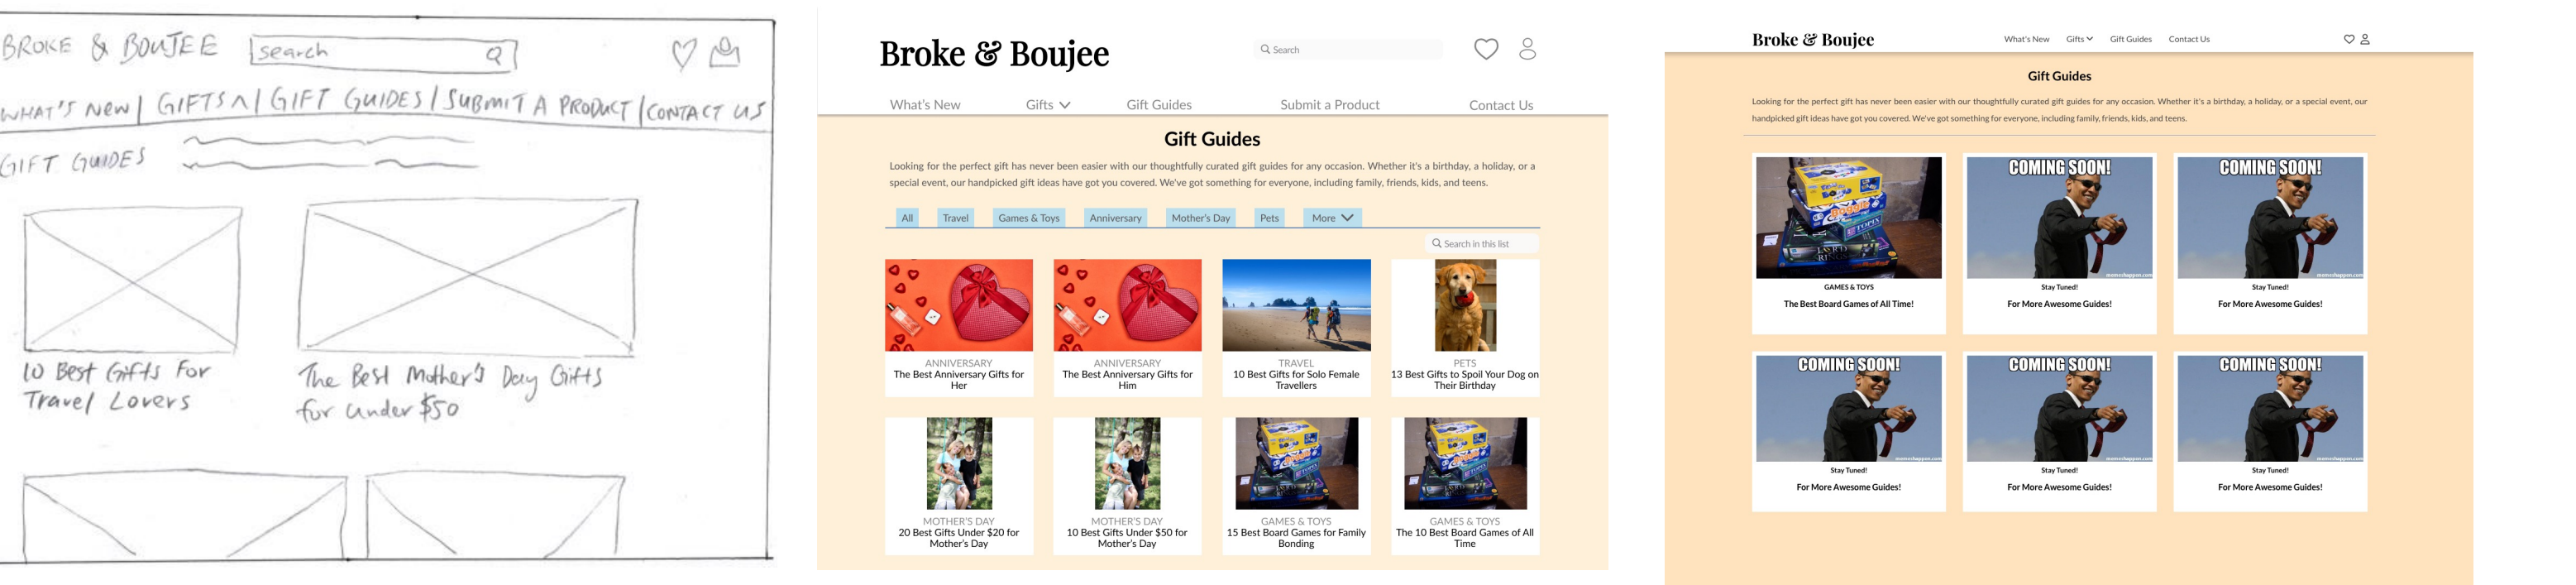 BROKE & BOUJEE
search
WHAT'S NEW | GIFTS ^ | GIFT GUIDES | SUBMIT A PRODUCT | CONTACT US
GIFT GUIDES
10 Best Gifts For
Travel Lovers
The Best Mother's Day Gifts
for under $50
Broke & Boujee
Search
What's New Gifts Gift Guides Submit a Product Contact Us
Gift Guides
Looking for the perfect gift has never been easier with our thoughtfully curated gift guides for any occasion. Whether it's a birthday, a holiday, or a
special event, our handpicked gift ideas have got you covered. We've got something for everyone, including family, friends, kids, and teens.
All Travel Games & Toys Anniversary Mother's Day Pets More
Search in this list
ANNIVERSARY
The Best Anniversary Gifts for
Her
ANNIVERSARY
The Best Anniversary Gifts for
Him
TRAVEL
10 Best Gifts for Solo Female
Travellers
PETS
13 Best Gifts to Spoil Your Dog on
Their Birthday
MOTHER'S DAY
20 Best Gifts Under $20 for
Mother's Day
MOTHER'S DAY
10 Best Gifts Under $50 for
Mother's Day
GAMES & TOYS
15 Best Board Games for Family
Bonding
GAMES & TOYS
The 10 Best Board Games of All
Time
Broke & Boujee
What's New Gifts Gift Guides Contact Us
Gift Guides
Looking for the perfect gift has never been easier with our thoughtfully curated gift guides for any occasion. Whether it's a birthday, a holiday, or a special event, our
handpicked gift ideas have got you covered. We've got something for everyone, including family, friends, kids, and teens.
Boggle
TOPIX
LORD
RINGS
GAMES & TOYS
The Best Board Games of All Time!
COMING SOON!
memeshappen.com
Stay Tuned!
For More Awesome Guides!
COMING SOON!
memeshappen.com
Stay Tuned!
For More Awesome Guides!
COMING SOON!
memeshappen.com
Stay Tuned!
For More Awesome Guides!
COMING SOON!
memeshappen.com
Stay Tuned!
For More Awesome Guides!
COMING SOON!
memeshappen.com
Stay Tuned!
For More Awesome Guides!